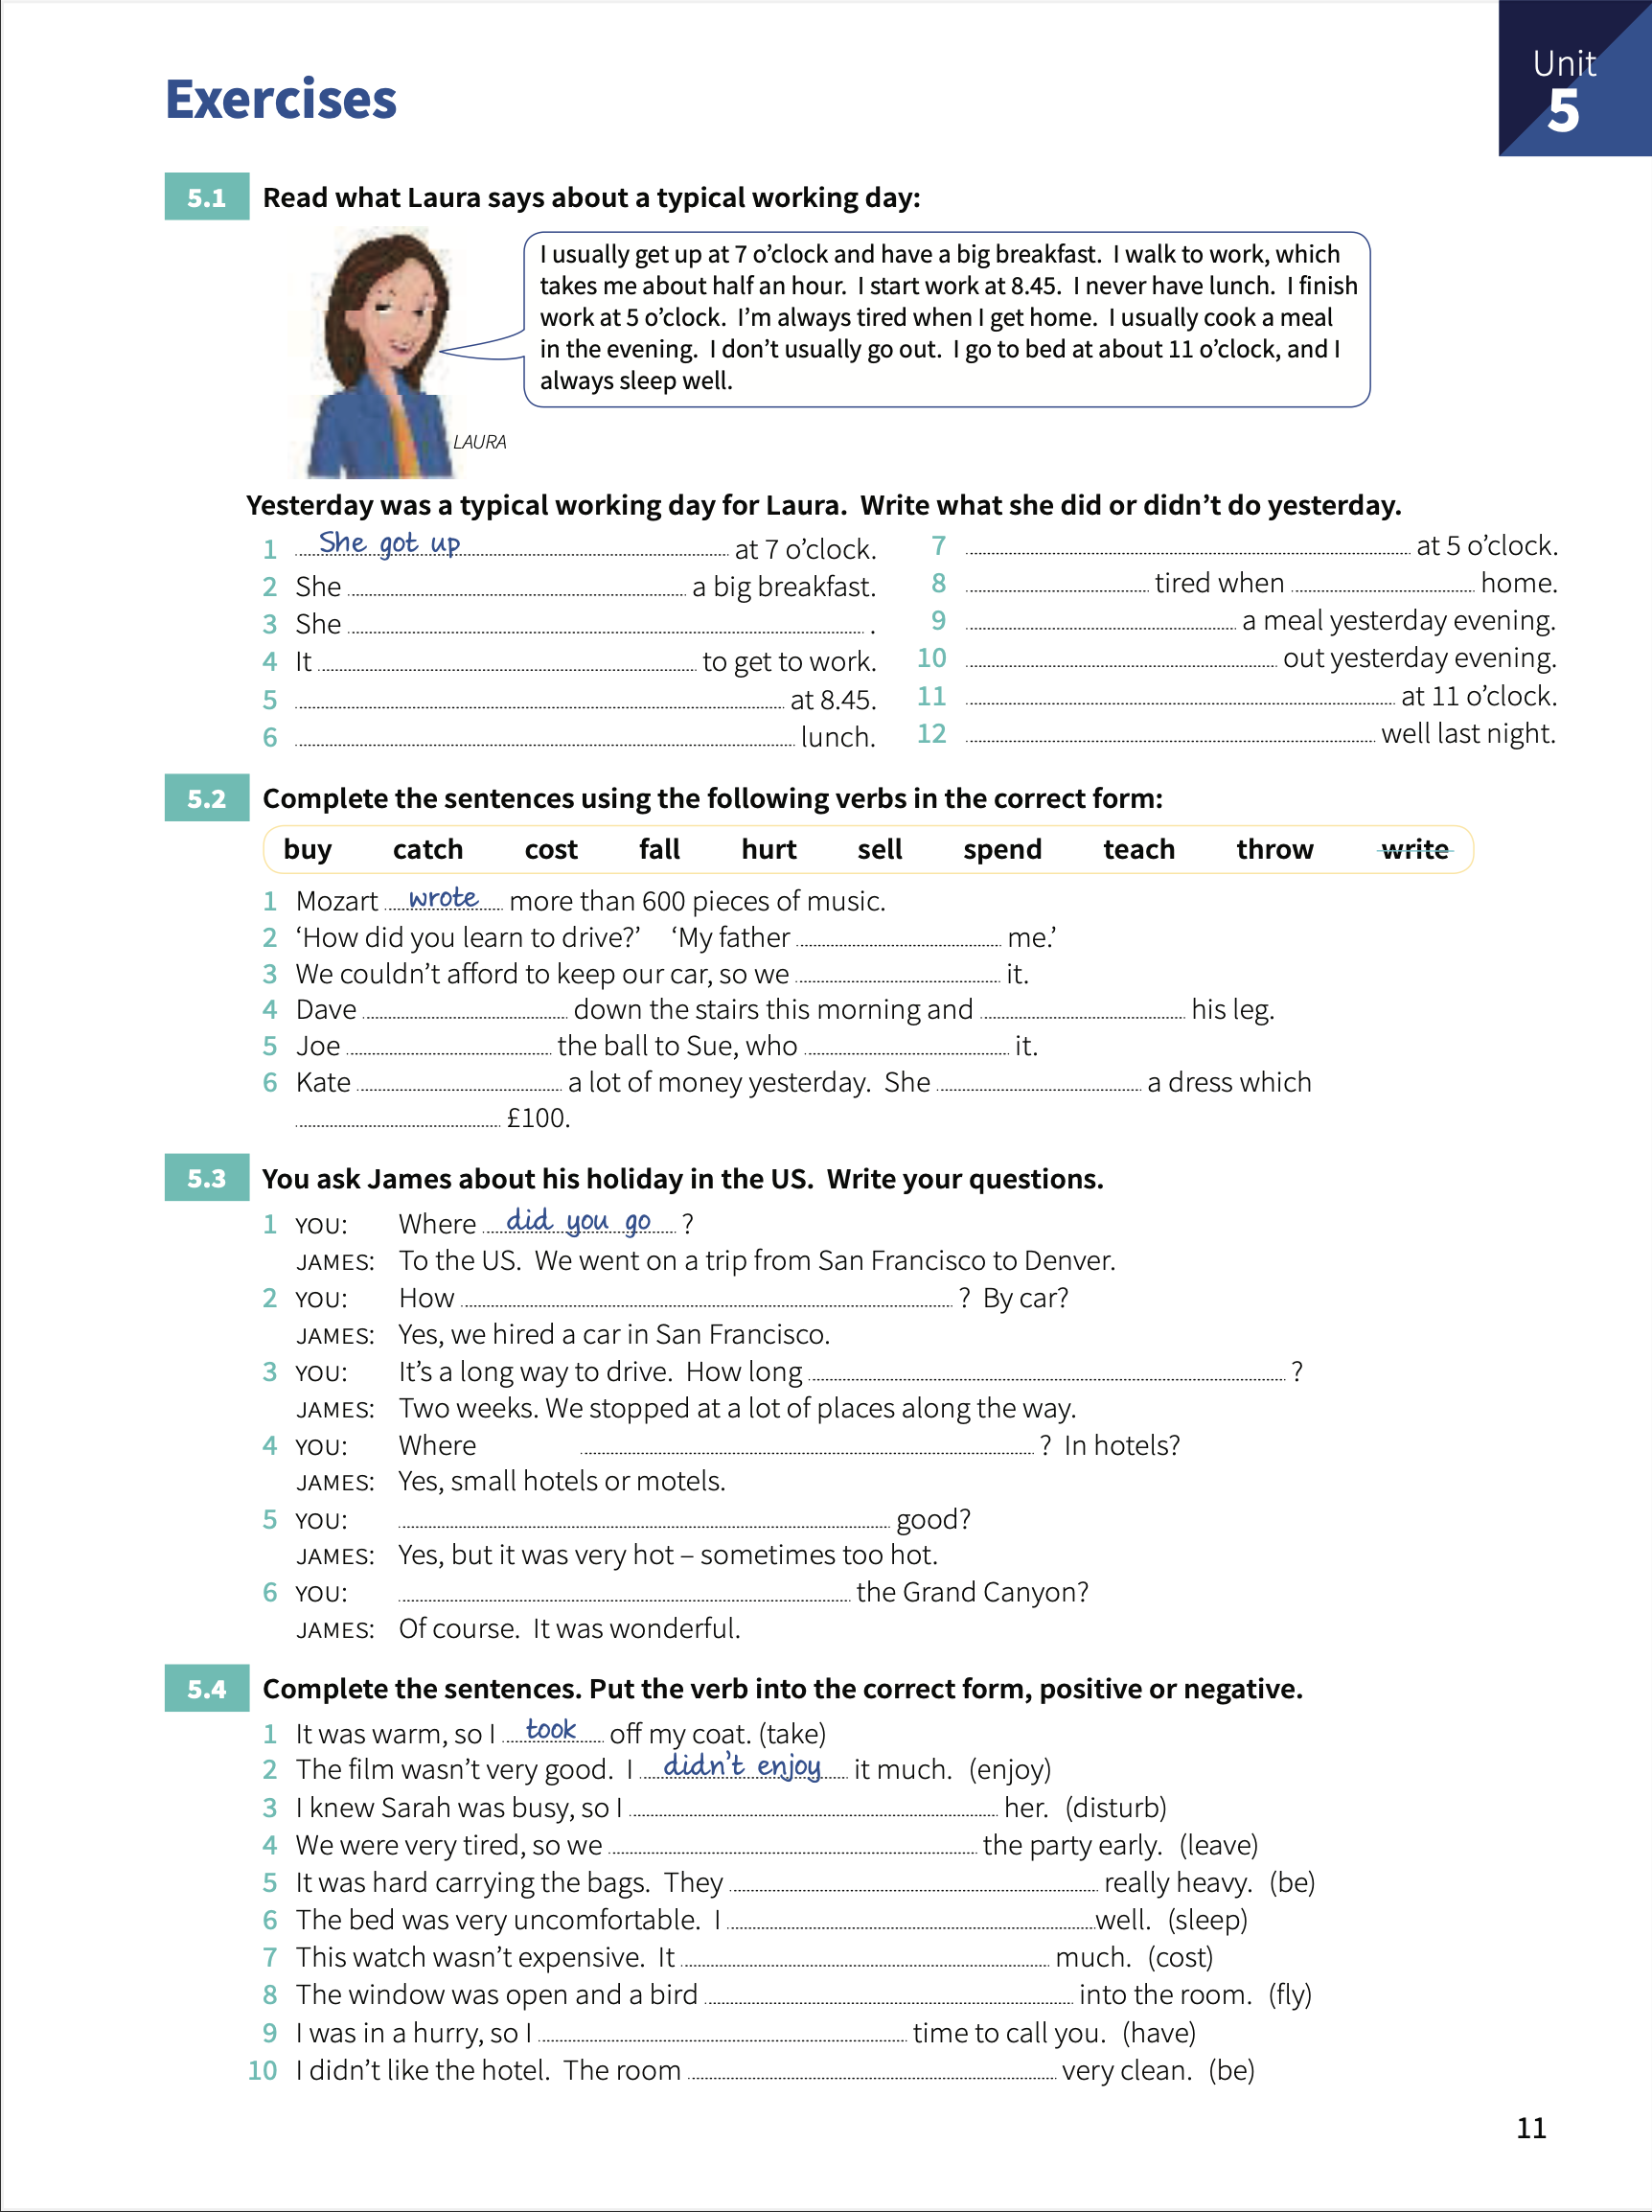 Unit
5
Exercises
5.1 Read what Laura says about a typical working day:
I usually get up at 7 o’clock and have a big breakfast. I walk to work, which
takes me about half an hour. I start work at 8.45. I never have lunch. I finish
work at 5 o’clock. I’m always tired when I get home. I usually cook a meal
in the evening. I don’t usually go out. I go to bed at about 11 o’clock, and I
always sleep well.
LAURA
Yesterday was a typical working day for Laura. Write what she did or didn’t do yesterday.
1 She got up at 7 o’clock.
2 She a big breakfast.
3 She .
4 It to get to work.
5 at 8.45.
6 lunch.
7 at 5 o’clock.
8 tired when home.
9 a meal yesterday evening.
10 out yesterday evening.
11 at 11 o’clock.
12 well last night.
5.2 Complete the sentences using the following verbs in the correct form:
buy catch cost fall hurt sell spend teach throw write
1 Mozart wrote more than 600 pieces of music.
2 ‘How did you learn to drive?’ ‘My father me.’
3 We couldn’t afford to keep our car, so we it.
4 Dave down the stairs this morning and his leg.
5 Joe the ball to Sue, who it.
6 Kate a lot of money yesterday. She a dress which
£100.
5.3 You ask James about his holiday in the US. Write your questions.
1 YOU: Where did you go ?
JAMES: To the US. We went on a trip from San Francisco to Denver.
2 YOU: How ? By car?
JAMES: Yes, we hired a car in San Francisco.
3 YOU: It’s a long way to drive. How long ?
JAMES: Two weeks. We stopped at a lot of places along the way.
4 YOU: Where ? In hotels?
JAMES: Yes, small hotels or motels.
5 YOU: good?
JAMES: Yes, but it was very hot – sometimes too hot.
6 YOU: the Grand Canyon?
JAMES: Of course. It was wonderful.
5.4 Complete the sentences. Put the verb into the correct form, positive or negative.
1 It was warm, so I took off my coat. (take)
2 The film wasn’t very good. I didn’t enjoy it much. (enjoy)
3 I knew Sarah was busy, so I her. (disturb)
4 We were very tired, so we the party early. (leave)
5 It was hard carrying the bags. They really heavy. (be)
6 The bed was very uncomfortable. I well. (sleep)
7 This watch wasn’t expensive. It much. (cost)
8 The window was open and a bird into the room. (fly)
9 I was in a hurry, so I time to call you. (have)
10 I didn’t like the hotel. The room very clean. (be)
11